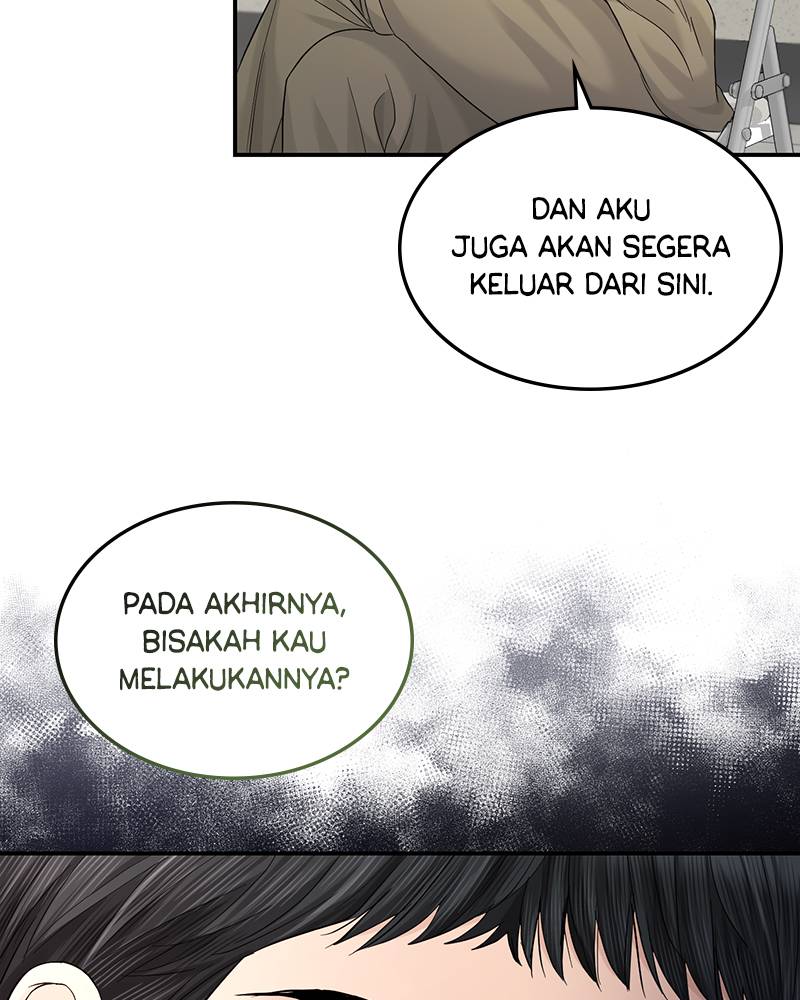 DAN AKU
JUGA AKAN SEGERA
KELUAR DARI SINI.
PADA AKHIRNYA,
BISAKAH KAU
MELAKUKANNYA?